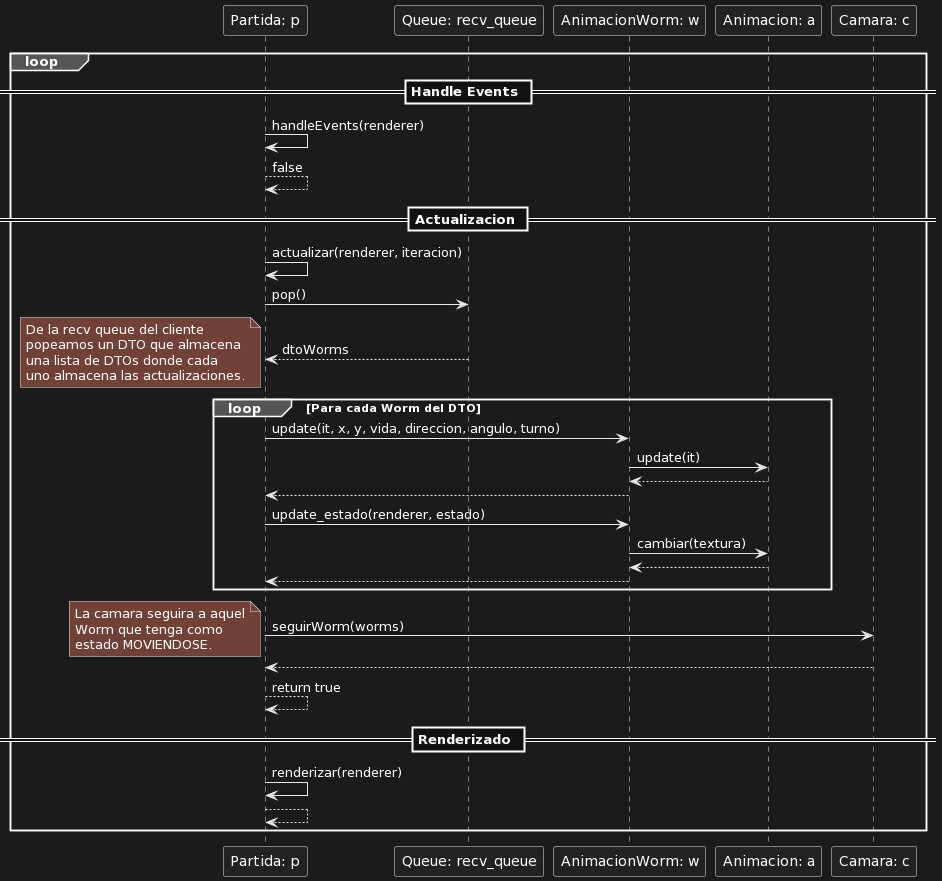 Partida: p
Queue: recv_queue
AnimacionWorm: w
Animacion: a
Camara: c
loop
Handle Events
handleEvents(renderer)
false
Actualizacion
actualizar(renderer, iteracion)
pop()
De la recv queue del cliente
popeamos un DTO que almacena
una lista de DTOs donde cada
uno almacena las actualizaciones.
dtoWorms
loop
[Para cada Worm del DTO]
update(it, x, y, vida, direccion, angulo, turno)
update(it)
update_estado(renderer, estado)
cambiar(textura)
La camara seguira a aquel
Worm que tenga como
estado MOVIENDOSE.
seguirWorm(worms)
return true
Renderizado
renderizar(renderer)
Partida: p
Queue: recv_queue
AnimacionWorm: w
Animacion: a
Camara: c